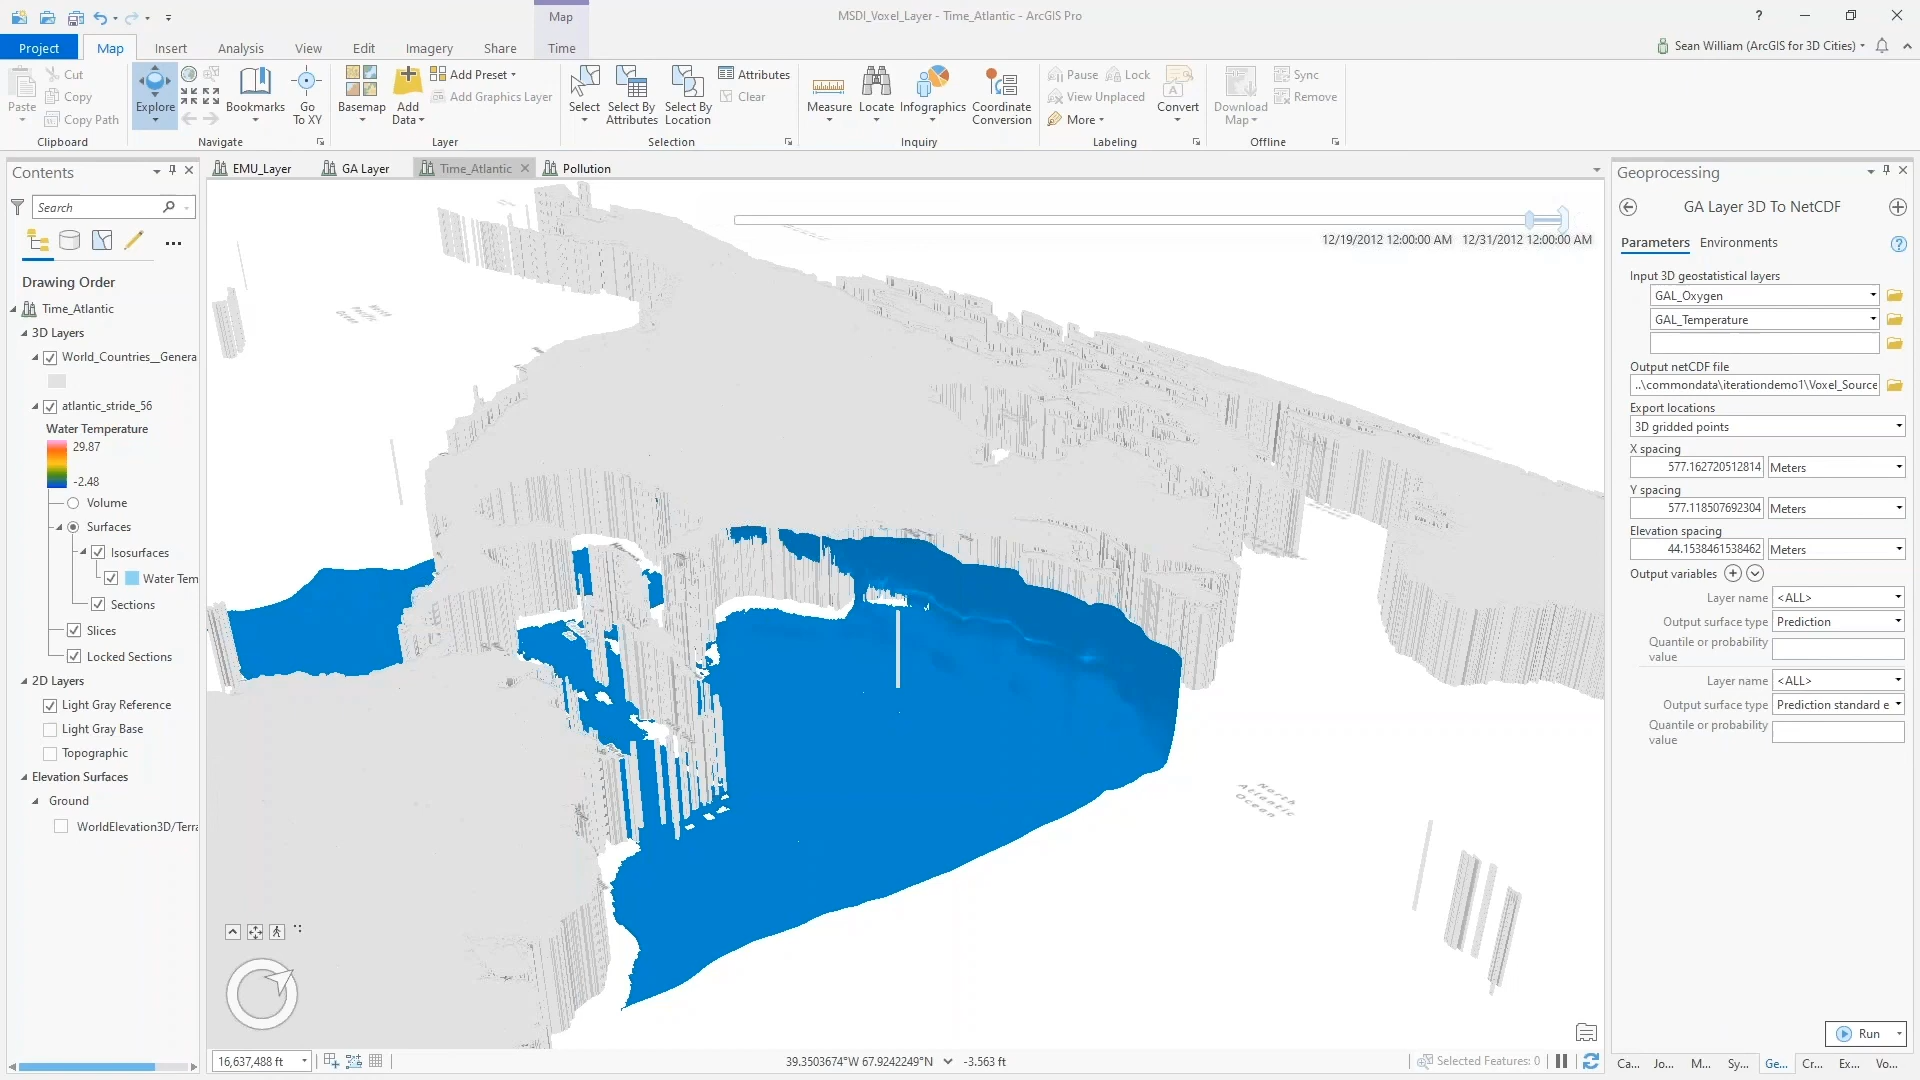 Map
MSDI_Voxel_Layer - Time_Atlantic - ArcGIS Pro
?
Project
Map
Insert
Analysis
View
Edit
Imagery
Share
Time
Sean William (ArcGIS for 3D Cities)
Paste
Cut
Copy
Copy Path
Clipboard
Explore
Bookmarks
Go To XY
Navigate
Basemap
Add Data
Add Preset
Add Graphics Layer
Layer
Select
Select By Attributes
Select By Location
Attributes
Clear
Selection
Measure
Locate
Infographics
Coordinate Conversion
Inquiry
Pause
Lock
View Unplaced
More
Convert
Labeling
Download Map
Sync
Remove
Offline
Contents
Search
Drawing Order
Time_Atlantic
3D Layers
World_Countries__Genera
atlantic_stride_56
Water Temperature
29.87
-2.48
Volume
Surfaces
Isosurfaces
Water Tem
Sections
Slices
Locked Sections
2D Layers
Light Gray Reference
Light Gray Base
Topographic
Elevation Surfaces
Ground
WorldElevation3D/Terra
EMU_Layer
GA Layer
Time_Atlantic
Pollution
12/19/2012 12:00:00 AM
12/31/2012 12:00:00 AM
North
Atlantic
Ocean
16,637,488 ft
39.3503674°W 67.9242249°N
-3.563 ft
Selected Features: 0
Geoprocessing
GA Layer 3D To NetCDF
Parameters
Environments
?
Input 3D geostatistical layers
GAL_Oxygen
GAL_Temperature
Output netCDF file
..\commondata\iterationdemo1\Voxel_Source
Export locations
3D gridded points
X spacing
577.162720512814
Meters
Y spacing
577.118507692304
Meters
Elevation spacing
44.1538461538462
Meters
Output variables
Layer name
<ALL>
Output surface type
Prediction
Quantile or probability value
Layer name
<ALL>
Output surface type
Prediction standard e
Quantile or probability value
Run
Ca...
Jo...
M...
Sy...
Ge...
Cr...
Ex...
Vo...